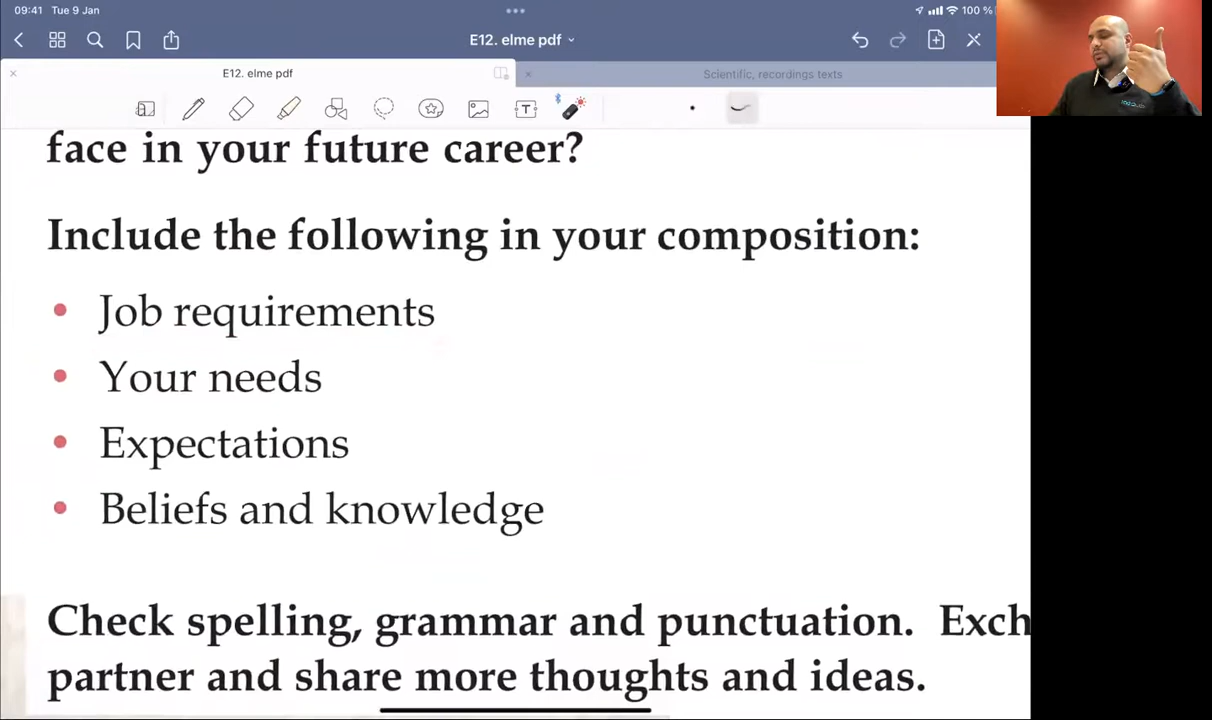 09:41 Tue 9 Jan
100 %
E12. elme pdf
E12. elme pdf
Scientific, recordings texts
T
face in your future career?
Include the following in your composition:
• Job requirements
• Your needs
• Expectations
• Beliefs and knowledge
Check spelling, grammar and punctuation. Exch
partner and share more thoughts and ideas.